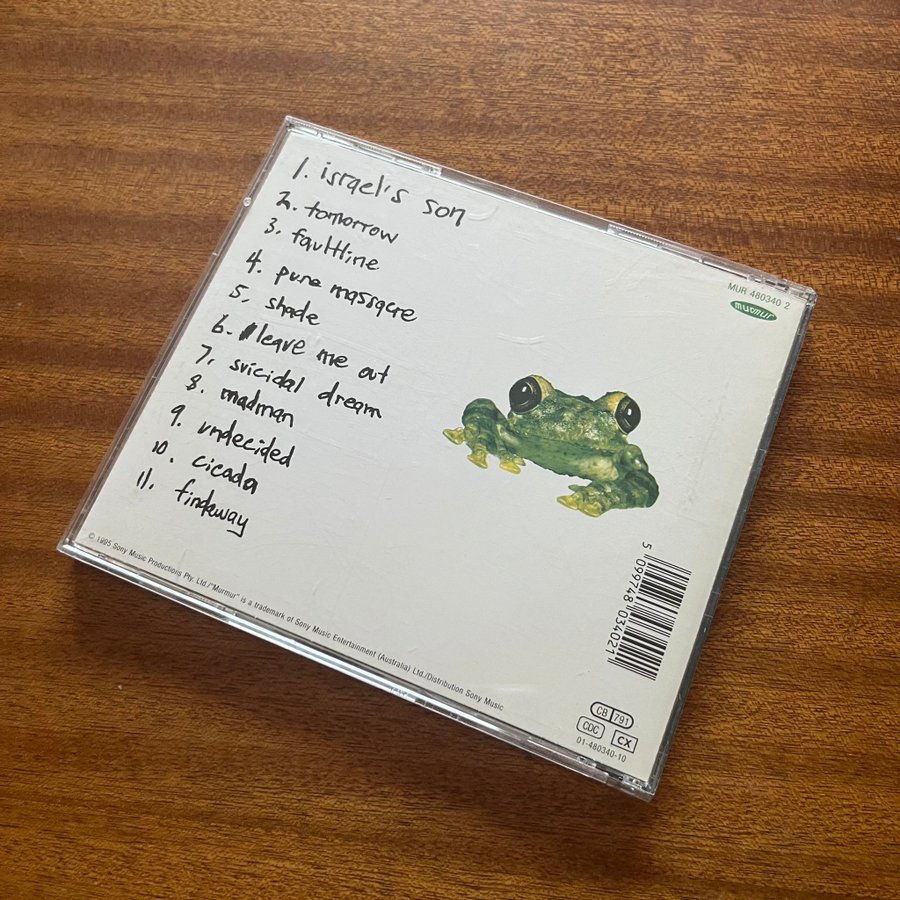 1. israel's son
2. tomorrow
3. faultline
4. pure massacre
5. shade
6. leave me out
7. suicidal dream
8. madman
9. undecided
10. cicada
11. findaway
MUR 480340 2
murmur
5 099748 034021
© 1995 Sony Music Productions Pty. Ltd./"Murmur" is a trademark of Sony Music Entertainment (Australia) Ltd./Distribution Sony Music
CB 791
CDC CX
01-480340-10